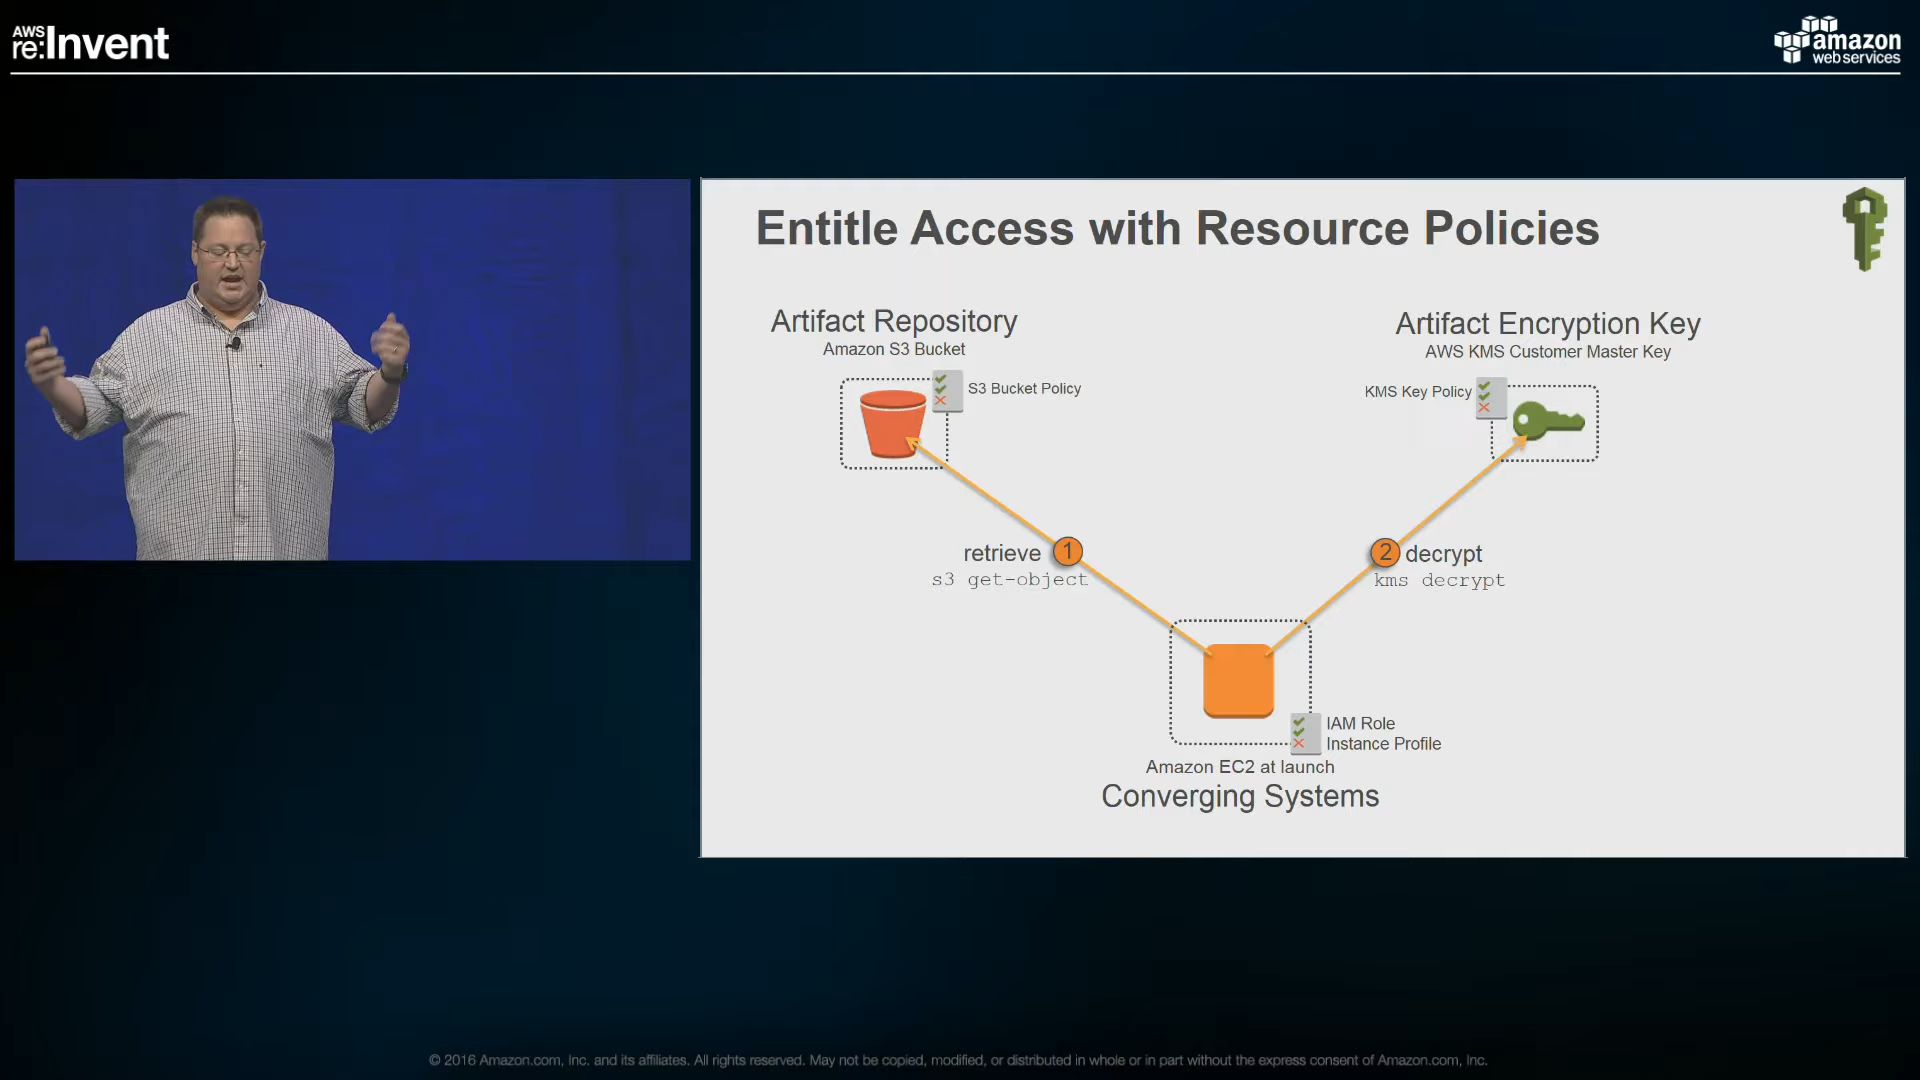 AWS
re:Invent
amazon
web services
Entitle Access with Resource Policies
Artifact Repository
Amazon S3 Bucket
S3 Bucket Policy
Artifact Encryption Key
AWS KMS Customer Master Key
KMS Key Policy
retrieve 1
s3 get-object
2 decrypt
kms decrypt
IAM Role
Instance Profile
Amazon EC2 at launch
Converging Systems
© 2016 Amazon.com, Inc. and its affiliates. All rights reserved. May not be copied, modified, or distributed in whole or in part without the express consent of Amazon.com, Inc.